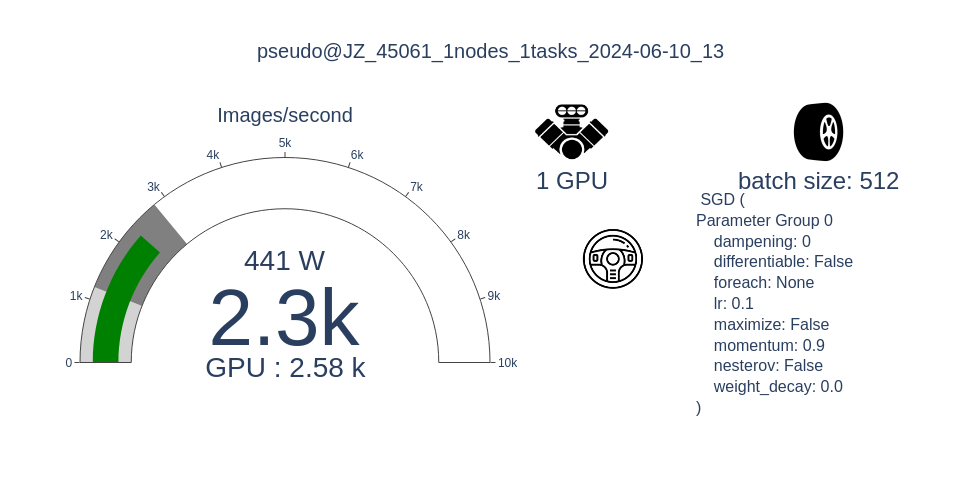 pseudo@JZ_45061_1nodes_1tasks_2024-06-10_13
Images/second
0
1k
2k
3k
4k
5k
6k
7k
8k
9k
10k
441 W
2.3k
GPU : 2.58 k
1 GPU
batch size: 512
SGD (
Parameter Group 0
dampening: 0
differentiable: False
foreach: None
lr: 0.1
maximize: False
momentum: 0.9
nesterov: False
weight_decay: 0.0
)